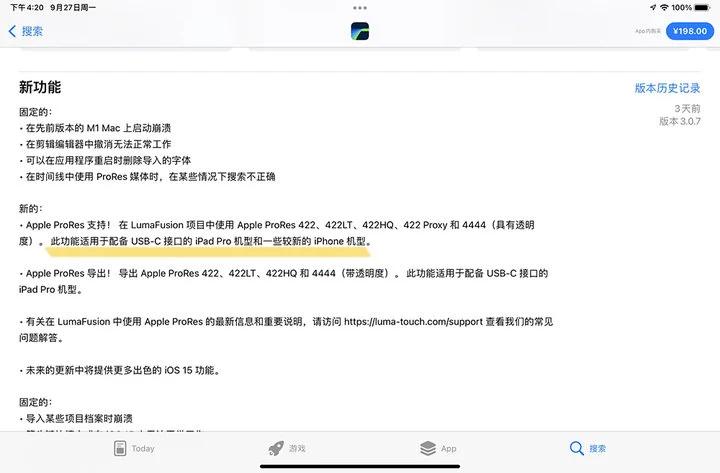 下午4:20 9月27日周一
100%
搜索
App内购买
¥198.00
新功能
版本历史记录
3天前
版本 3.0.7
固定的：
• 在先前版本的 M1 Mac 上启动崩溃
• 在剪辑编辑器中撤消无法正常工作
• 可以在应用程序重启时删除导入的字体
• 在时间线中使用 ProRes 媒体时，在某些情况下搜索不正确
新的：
• Apple ProRes 支持！ 在 LumaFusion 项目中使用 Apple ProRes 422、422LT、422HQ、422 Proxy 和 4444（具有透明
度）。 此功能适用于配备 USB-C 接口的 iPad Pro 机型和一些较新的 iPhone 机型。
• Apple ProRes 导出！ 导出 Apple ProRes 422、422LT、422HQ 和 4444（带透明度）。 此功能适用于配备 USB-C 接口的
iPad Pro 机型。
• 有关在 LumaFusion 中使用 Apple ProRes 的最新信息和重要说明，请访问 https://luma-touch.com/support 查看我们的常见
问题解答。
• 未来的更新中将提供更多出色的 iOS 15 功能。
固定的：
• 导入某些项目档案时崩溃
Today
游戏
App
搜索